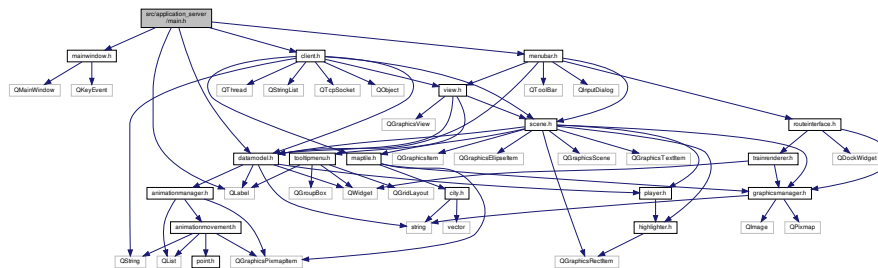 src/application_server
/main.h
mainwindow.h
client.h
menubar.h
QMainWindow
QKeyEvent
QThread
QStringList
QTcpSocket
QObject
view.h
QToolBar
QInputDialog
QGraphicsView
scene.h
routeinterface.h
datamodel.h
tooltipmenu.h
maptile.h
QGraphicsItem
QGraphicsEllipseItem
QGraphicsScene
QGraphicsTextItem
trainrenderer.h
QDockWidget
animationmanager.h
QLabel
QGroupBox
QWidget
QGridLayout
city.h
player.h
graphicsmanager.h
animationmovement.h
string
vector
highlighter.h
QImage
QPixmap
QString
QList
point.h
QGraphicsPixmapItem
QGraphicsRectItem